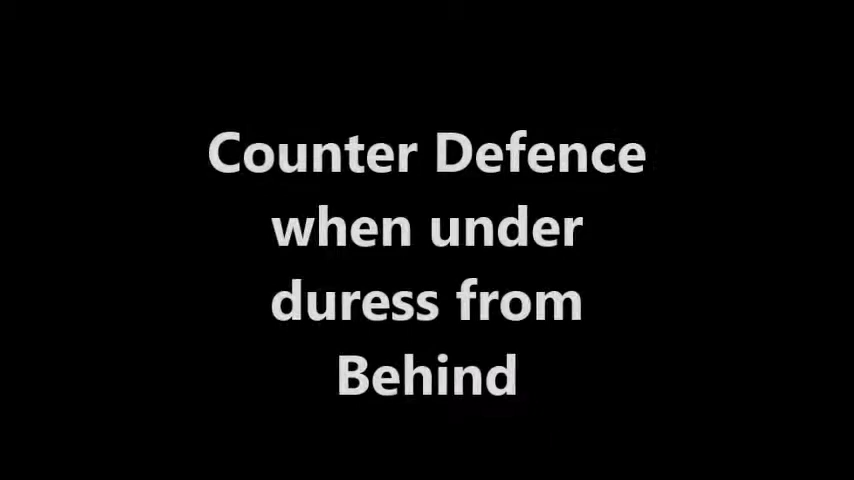 Counter Defence
when under
duress from
Behind